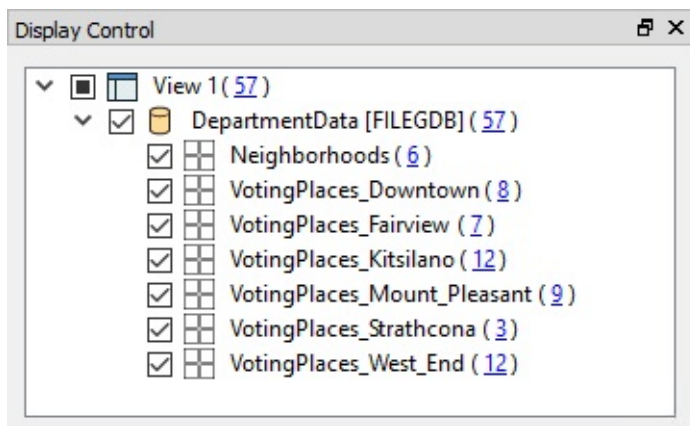 Display Control
View 1 ( 57 )
DepartmentData [FILEGDB] ( 57 )
Neighborhoods ( 6 )
VotingPlaces_Downtown ( 8 )
VotingPlaces_Fairview ( 7 )
VotingPlaces_Kitsilano ( 12 )
VotingPlaces_Mount_Pleasant ( 9 )
VotingPlaces_Strathcona ( 3 )
VotingPlaces_West_End ( 12 )